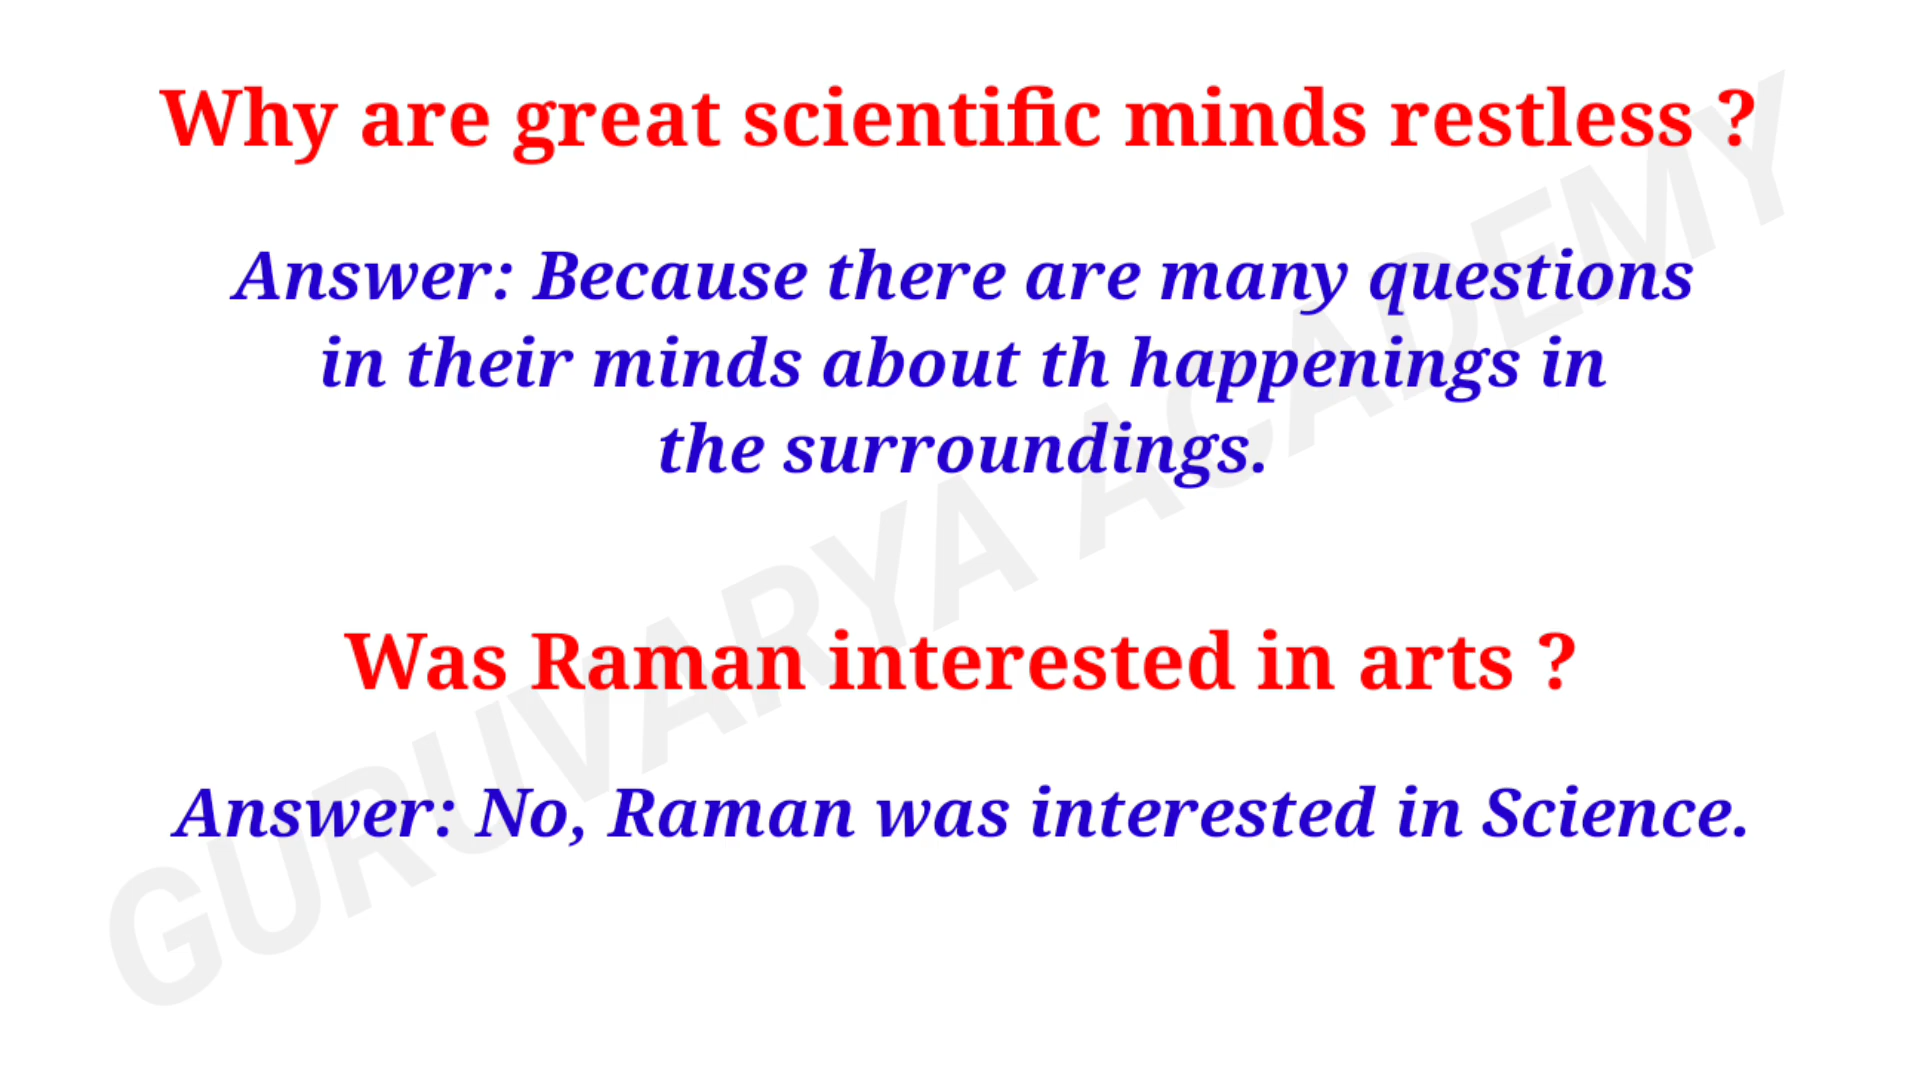 Why are great scientific minds restless ?
Answer: Because there are many questions
in their minds about th happenings in
the surroundings.
Was Raman interested in arts ?
Answer: No, Raman was interested in Science.
GURUVARYA ACADEMY